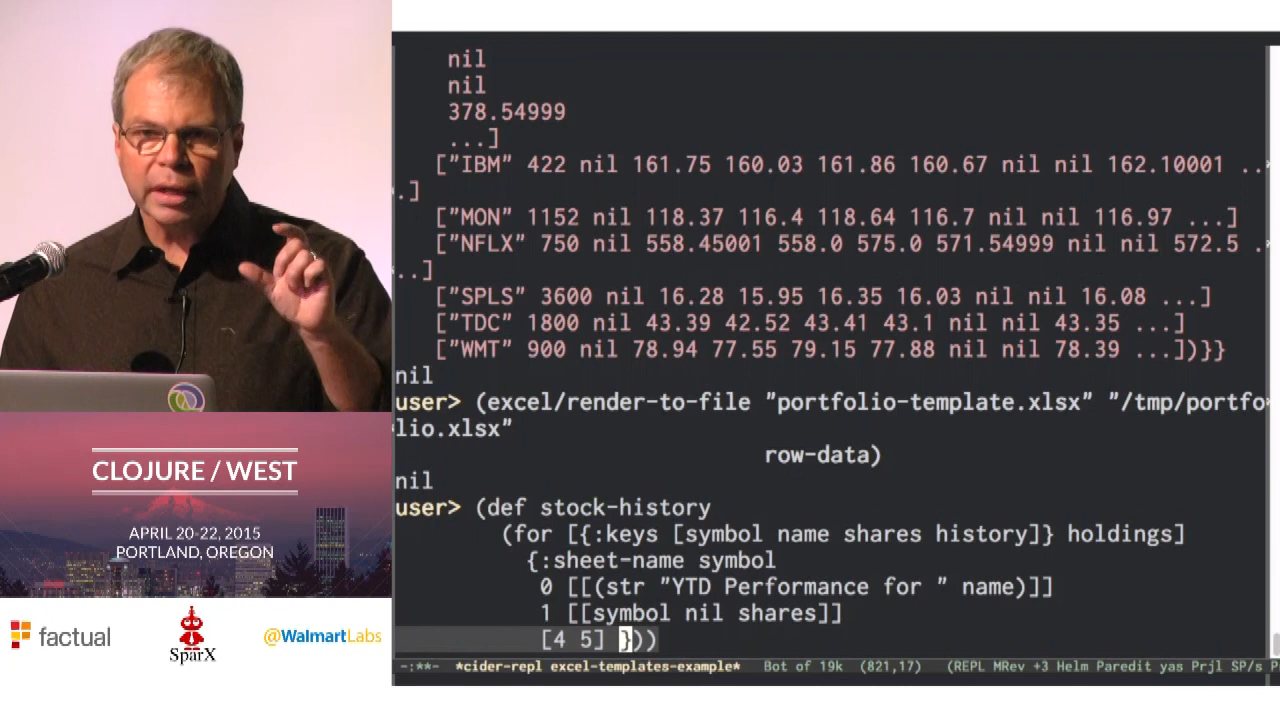 nil
nil
378.54999
...]
["IBM" 422 nil 161.75 160.03 161.86 160.67 nil nil 162.10001 ..
.]
["MON" 1152 nil 118.37 116.4 118.64 116.7 nil nil 116.97 ...]
["NFLX" 750 nil 558.45001 558.0 575.0 571.54999 nil nil 572.5 .
..]
["SPLS" 3600 nil 16.28 15.95 16.35 16.03 nil nil 16.08 ...]
["TDC" 1800 nil 43.39 42.52 43.41 43.1 nil nil 43.35 ...]
["WMT" 900 nil 78.94 77.55 79.15 77.88 nil nil 78.39 ...])}}
nil
user> (excel/render-to-file "portfolio-template.xlsx" "/tmp/portfo
lio.xlsx"
row-data)
nil
user> (def stock-history
(for [{:keys [symbol name shares history]} holdings]
{:sheet-name symbol
0 [[(str "YTD Performance for " name)]]
1 [[symbol nil shares]]
[4 5] }))
-:**- *cider-repl excel-templates-example* Bot of 19k (821,17) (REPL MRev +3 Helm Paredit yas Prjl SP/s P
CLOJURE / WEST
APRIL 20-22, 2015
PORTLAND, OREGON
factual
SparX
@WalmartLabs